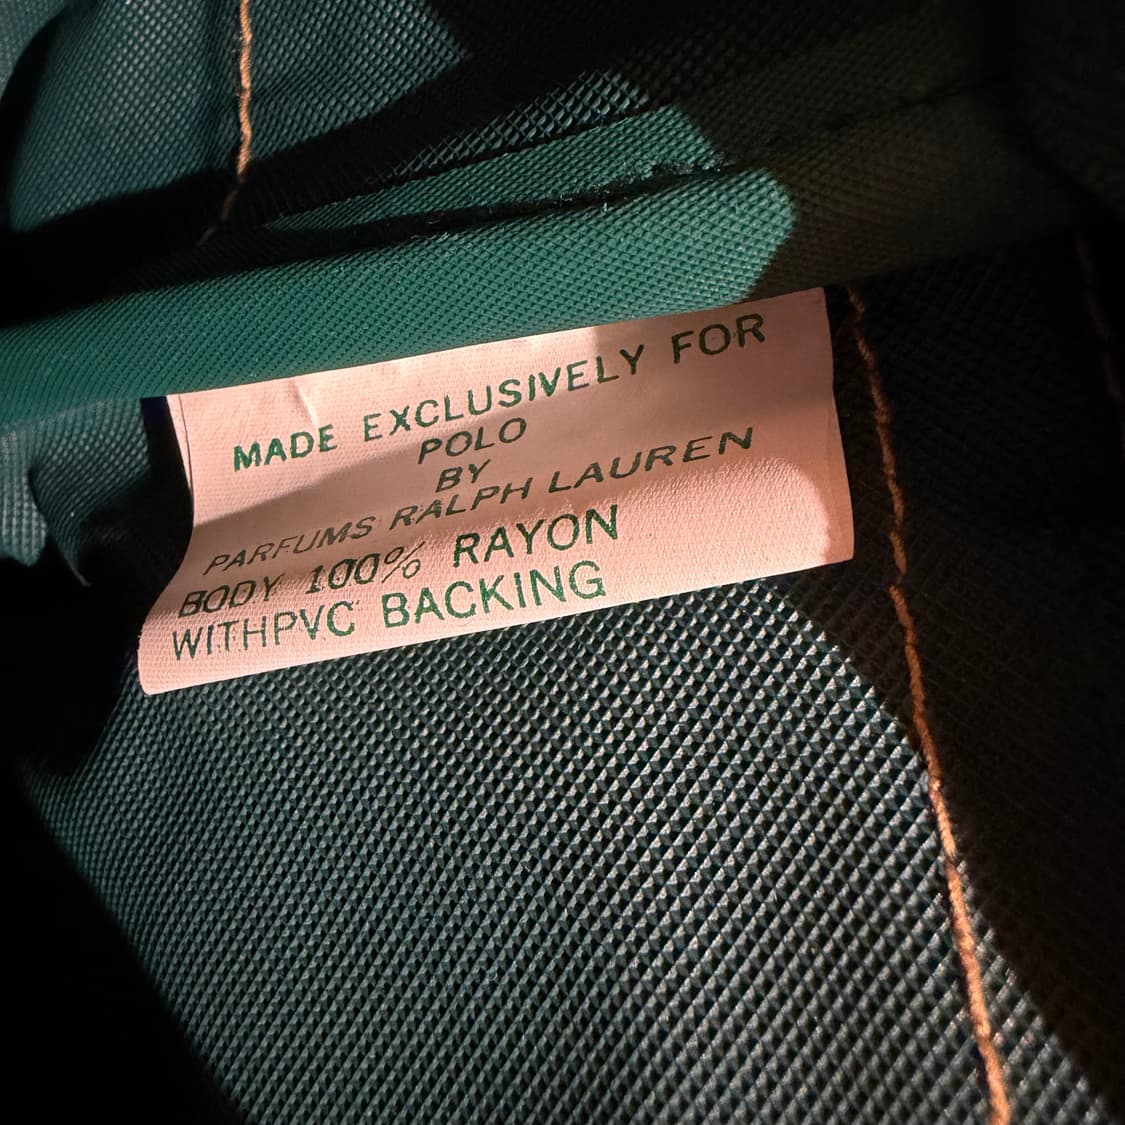 MADE EXCLUSIVELY FOR
POLO
BY
PARFUMS RALPH LAUREN
BODY 100% RAYON
WITHPVC BACKING